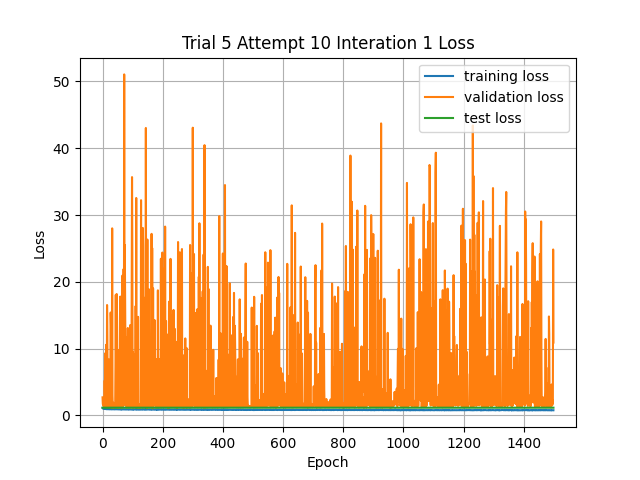 Trial 5 Attempt 10 Interation 1 Loss
training loss
validation loss
test loss
Loss
50
40
30
20
10
0
0 200 400 600 800 1000 1200 1400
Epoch